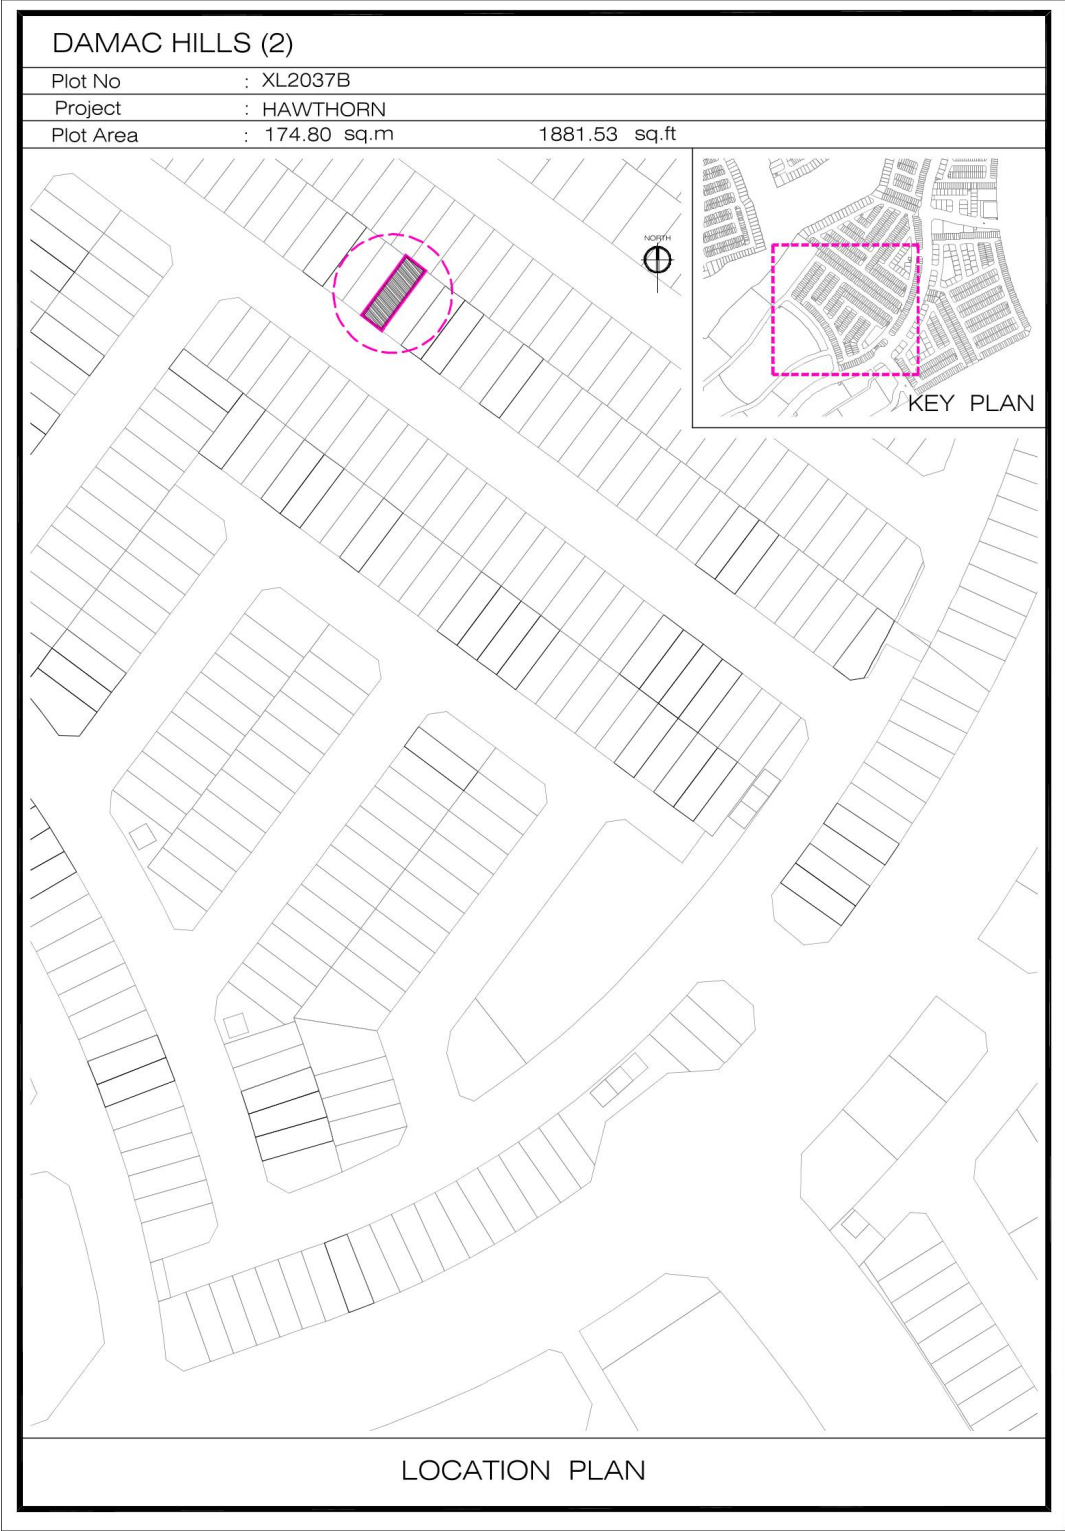 DAMAC HILLS (2)
Plot No : XL2037B
Project : HAWTHORN
Plot Area : 174.80 sq.m 1881.53 sq.ft
NORTH
KEY PLAN
LOCATION PLAN